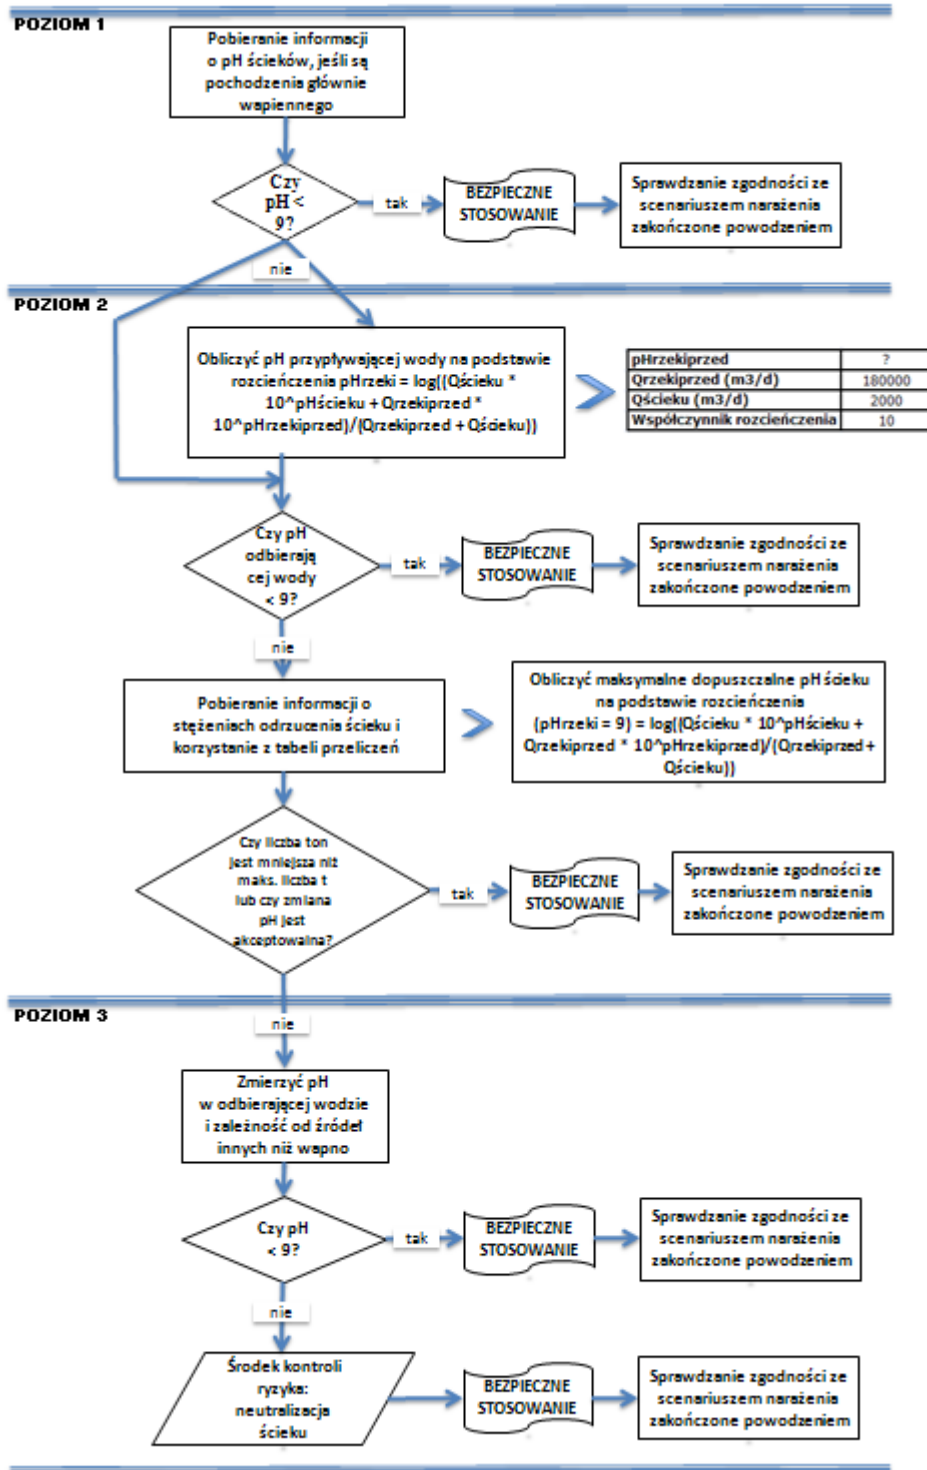 POZIOM 1
Pobieranie informacji
o pH ścieków, jeśli są
pochodzenia głównie
wapiennego
Czy
pH <
9?
tak
BEZPIECZNE
STOSOWANIE
Sprawdzanie zgodności ze
scenariuszem narażenia
zakończone powodzeniem
nie
POZIOM 2
Obliczyć pH przypływającej wody na podstawie
rozcieńczenia pHrzeki = log((Qścieku *
10^pHścieku + Qrzekiprzed *
10^pHrzekiprzed)/(Qrzekiprzed + Qścieku))
pHrzekiprzed ?
Qrzekiprzed (m3/d) 180000
Qścieku (m3/d) 2000
Współczynnik rozcieńczenia 10
Czy pH
odbierają
cej wody
< 9?
tak
BEZPIECZNE
STOSOWANIE
Sprawdzanie zgodności ze
scenariuszem narażenia
zakończone powodzeniem
nie
Pobieranie informacji o
stężeniach odrzucenia ścieku i
korzystanie z tabeli przeliczeń
Obliczyć maksymalne dopuszczalne pH ścieku
na podstawie rozcieńczenia
(pHrzeki = 9) = log((Qścieku * 10^pHścieku +
Qrzekiprzed * 10^pHrzekiprzed)/(Qrzekiprzed +
Qścieku))
Czy liczba ton
jest mniejsza niż
maks. liczba t
lub czy zmiana
pH jest
akceptowalna?
tak
BEZPIECZNE
STOSOWANIE
Sprawdzanie zgodności ze
scenariuszem narażenia
zakończone powodzeniem
POZIOM 3
nie
Zmierzyć pH
w odbierającej wodzie
i zależność od źródeł
innych niż wapno
Czy pH
< 9?
tak
BEZPIECZNE
STOSOWANIE
Sprawdzanie zgodności ze
scenariuszem narażenia
zakończone powodzeniem
nie
Środek kontroli
ryzyka:
neutralizacja
ścieku
BEZPIECZNE
STOSOWANIE
Sprawdzanie zgodności ze
scenariuszem narażenia
zakończone powodzeniem